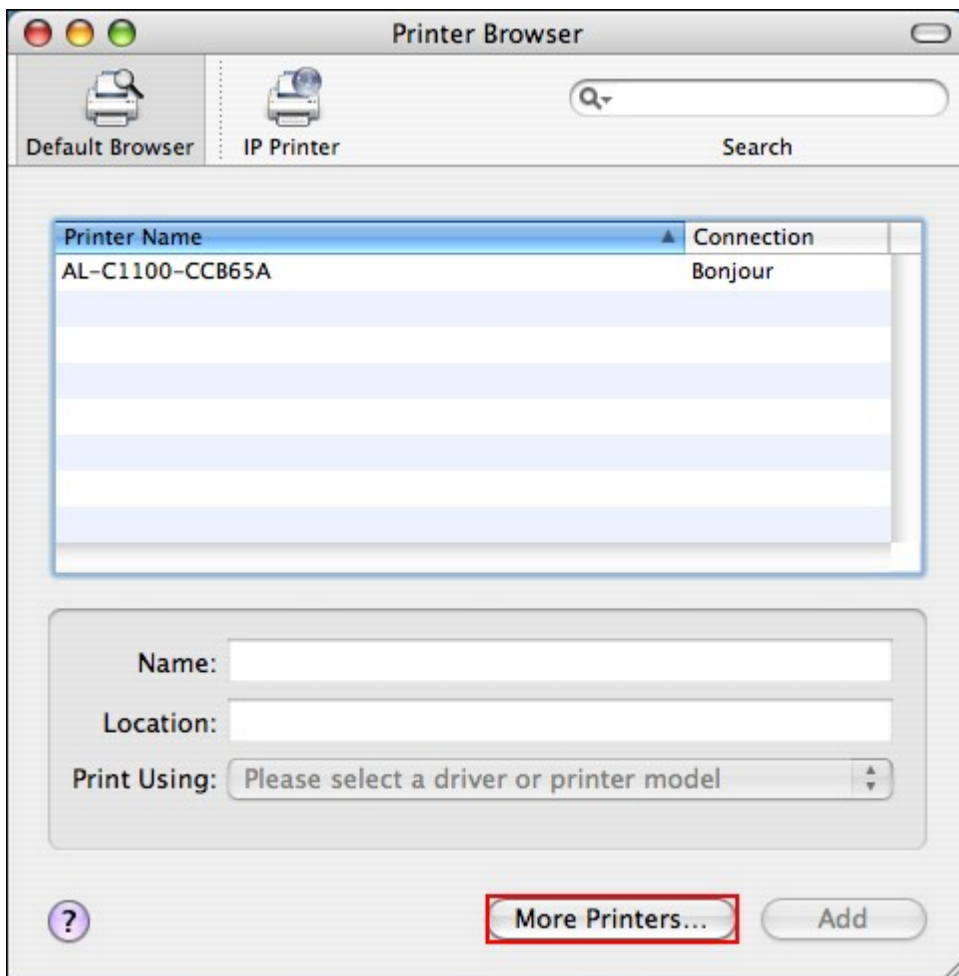 Printer Browser
Default Browser
IP Printer
Search
Printer Name Connection
AL-C1100-CCB65A Bonjour
Name:
Location:
Print Using: Please select a driver or printer model
? More Printers... Add